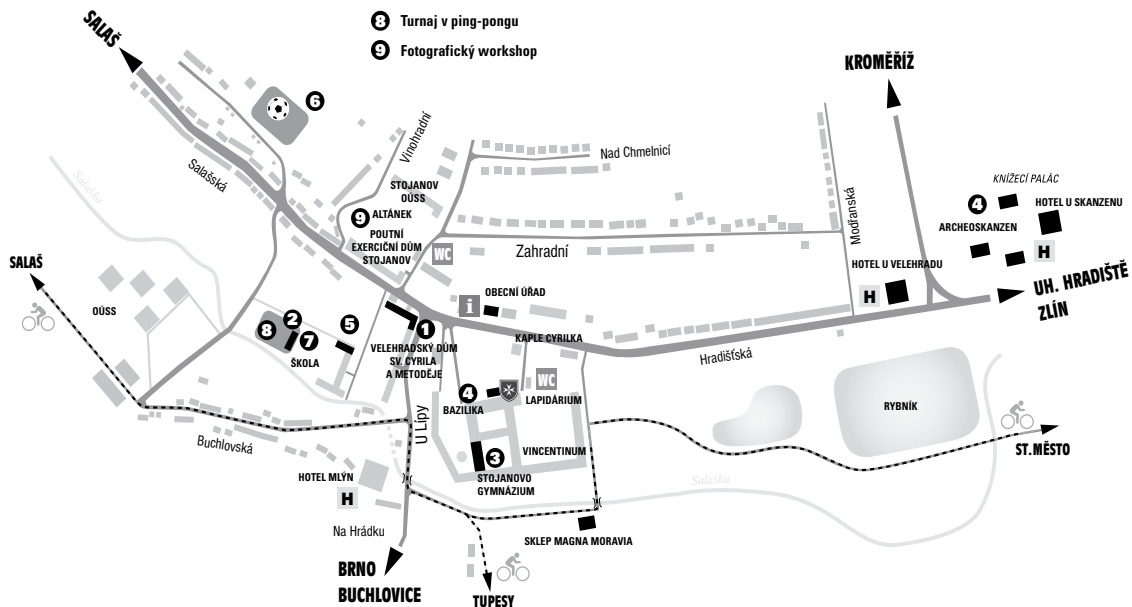 8 Turnaj v ping-pongu
9 Fotografický workshop
SALAŠ
KROMĚŘÍŽ
6
Vinohradní
Nad Chmelnicí
Salašská
Salaška
STOJANOV
OÚSS
9 ALTÁNEK
POUTNÍ
EXERCIČNÍ DŮM
STOJANOV
WC
Zahradní
Modřanská
KNÍŽECÍ PALÁC
4
HOTEL U SKANZENU
ARCHEOSKANZEN
H
HOTEL U VELEHRADU
H
UH. HRADIŠTĚ
ZLÍN
SALAŠ
OÚSS
i
OBECNÍ ÚŘAD
8
2
7
ŠKOLA
5
1
VELEHRADSKÝ DŮM
SV. CYRILA
A METODĚJE
KAPLE CYRILKA
Hradišťská
WC
LAPIDÁRIUM
4
BAZILIKA
RYBNÍK
U Lípy
Buchlovská
VINCENTINUM
3
STOJANOVO
GYMNÁZIUM
ST. MĚSTO
HOTEL MLÝN
H
Salaška
Na Hrádku
SKLEP MAGNA MORAVIA
BRNO
BUCHLOVICE
TUPESY